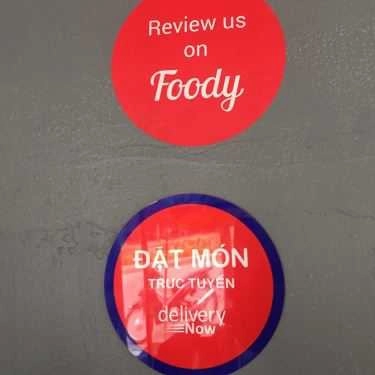 Review us
on
Foody
ĐẶT MÓN
TRỰC TUYẾN
delivery
Now